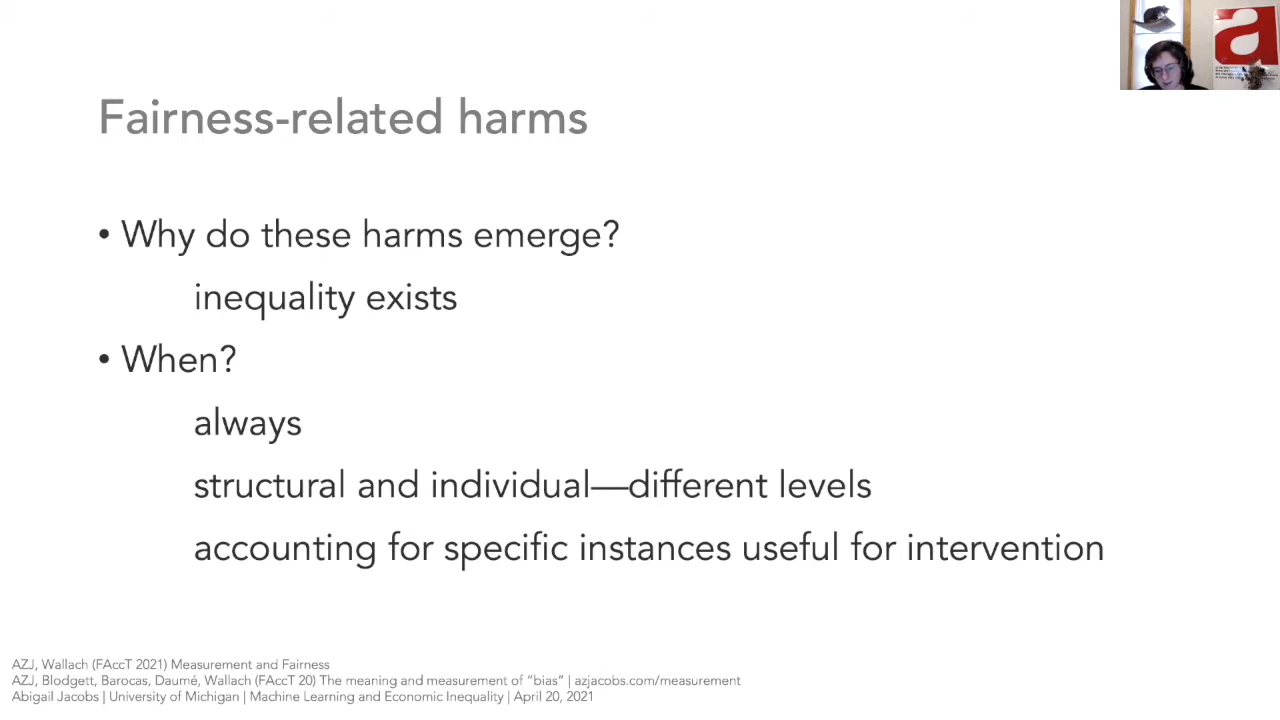 Fairness-related harms
• Why do these harms emerge?
inequality exists
• When?
always
structural and individual—different levels
accounting for specific instances useful for intervention
AZJ, Wallach (FAccT 2021) Measurement and Fairness
AZJ, Blodgett, Barocas, Daumé, Wallach (FAccT 20) The meaning and measurement of “bias” | azjacobs.com/measurement
Abigail Jacobs | University of Michigan | Machine Learning and Economic Inequality | April 20, 2021
a